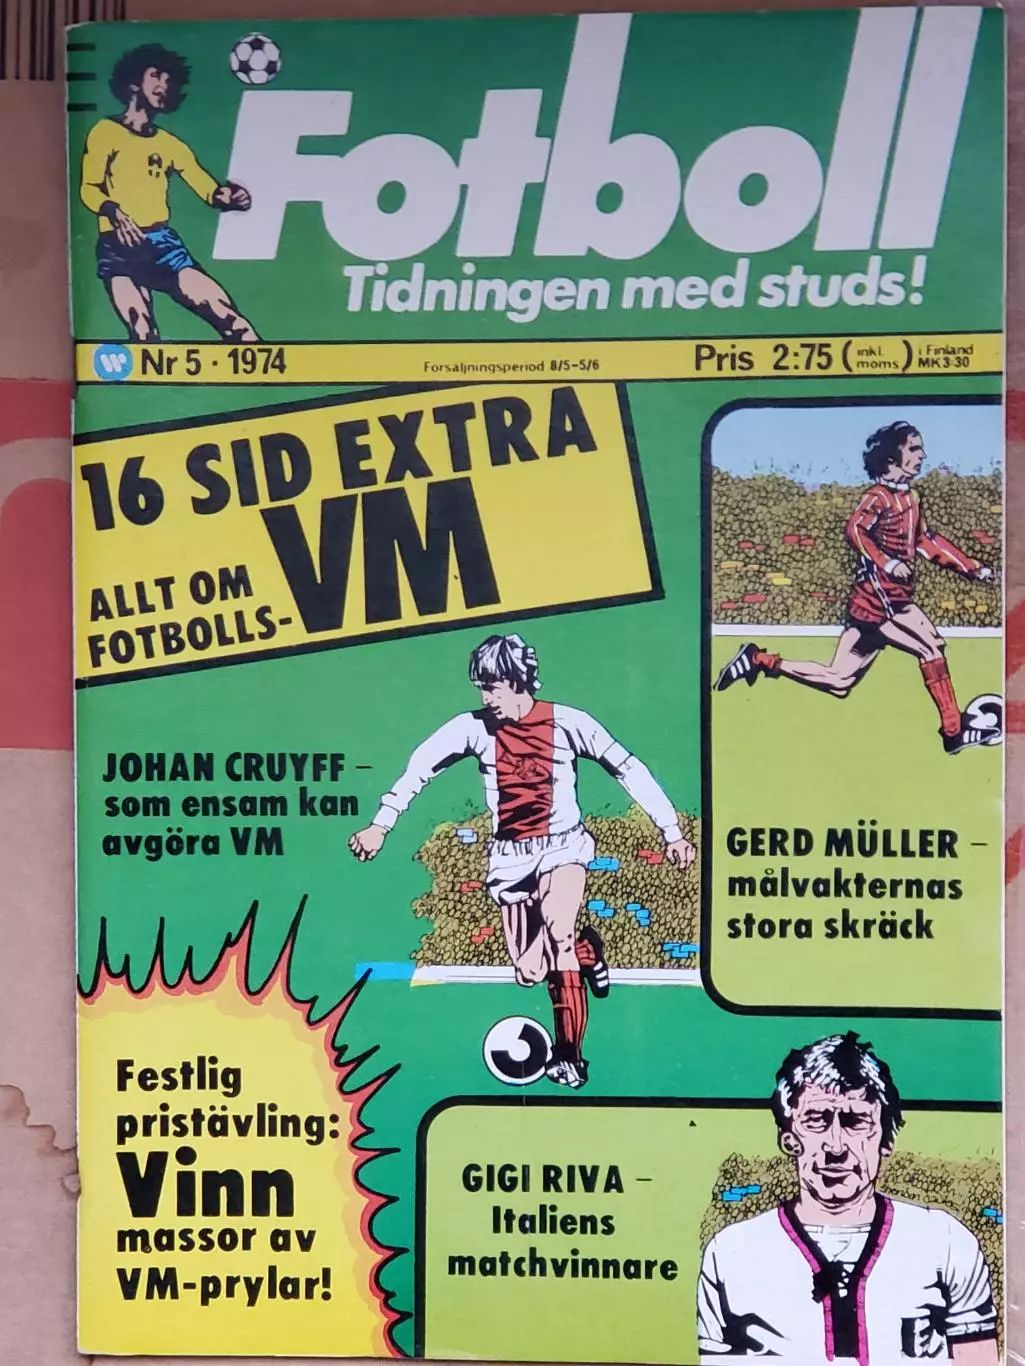 Fotboll
Tidningen med studs!
Nr 5 · 1974
Försäljningsperiod 8/5-5/6
Pris 2:75 (inkl. moms) i Finland MK 3:30
16 SID EXTRA
VM
ALLT OM
FOTBOLLS-
JOHAN CRUYFF –
som ensam kan
avgöra VM
GERD MÜLLER –
målvakternas
stora skräck
Festlig
pristävling:
Vinn
massor av
VM-prylar!
GIGI RIVA –
Italiens
matchvinnare